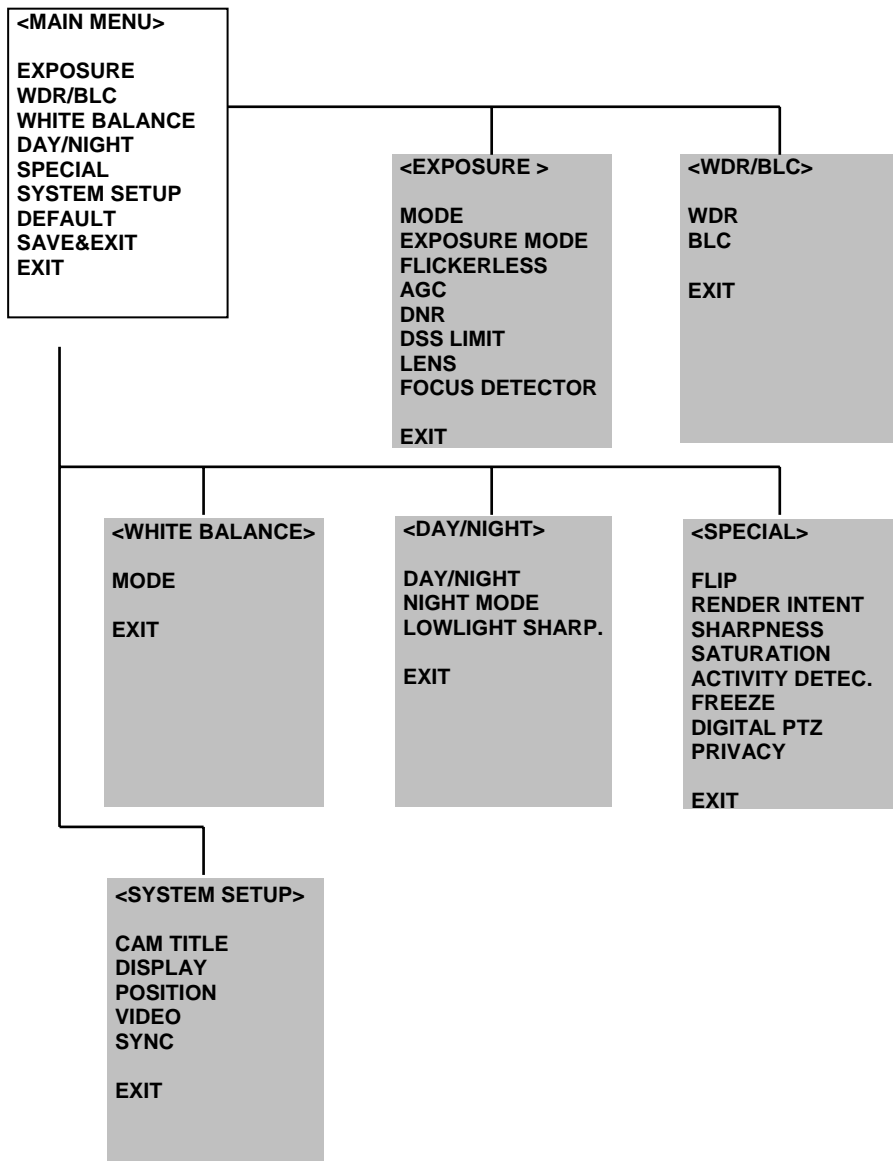 <MAIN MENU>
EXPOSURE
WDR/BLC
WHITE BALANCE
DAY/NIGHT
SPECIAL
SYSTEM SETUP
DEFAULT
SAVE&EXIT
EXIT
<EXPOSURE >
MODE
EXPOSURE MODE
FLICKERLESS
AGC
DNR
DSS LIMIT
LENS
FOCUS DETECTOR
EXIT
<WDR/BLC>
WDR
BLC
EXIT
<WHITE BALANCE>
MODE
EXIT
<DAY/NIGHT>
DAY/NIGHT
NIGHT MODE
LOWLIGHT SHARP.
EXIT
<SPECIAL>
FLIP
RENDER INTENT
SHARPNESS
SATURATION
ACTIVITY DETEC.
FREEZE
DIGITAL PTZ
PRIVACY
EXIT
<SYSTEM SETUP>
CAM TITLE
DISPLAY
POSITION
VIDEO
SYNC
EXIT